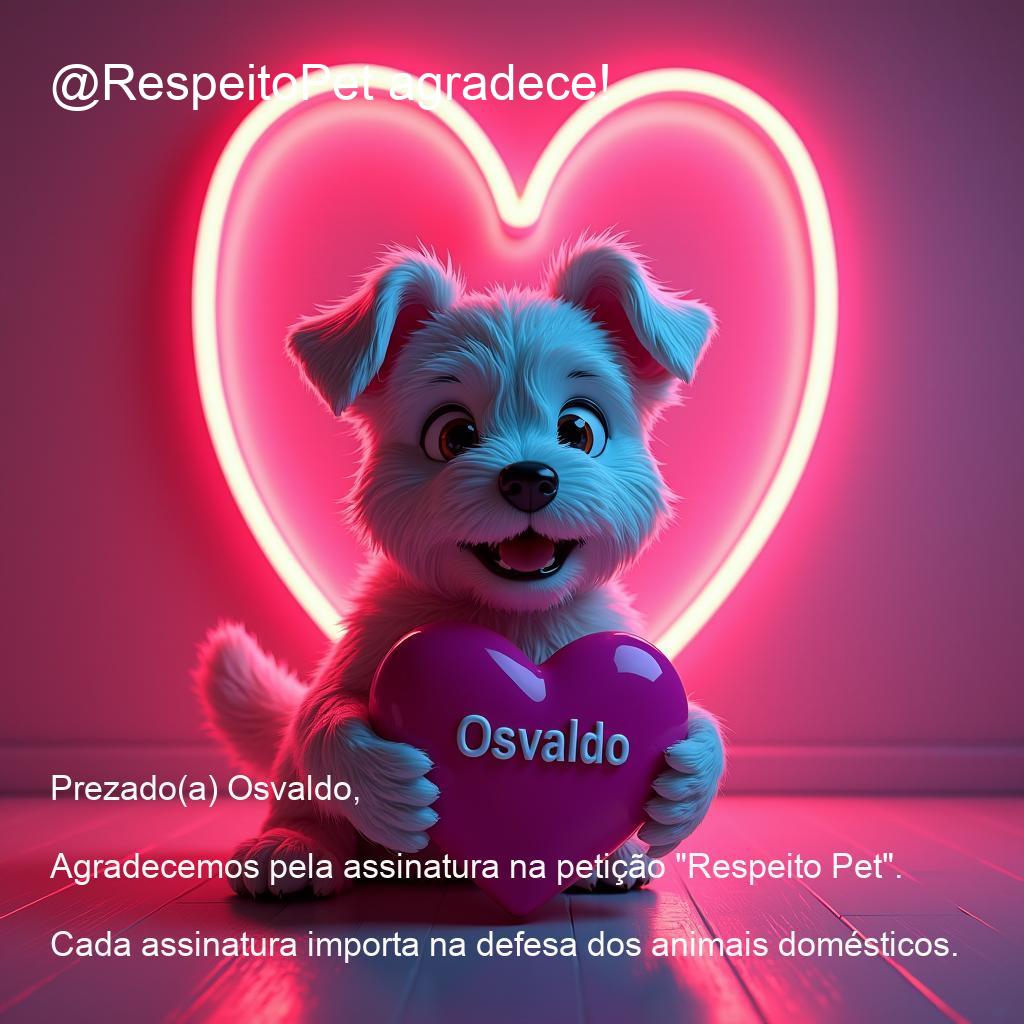 @RespeitoPet agradece!
Osvaldo
Prezado(a) Osvaldo,
Agradecemos pela assinatura na petição "Respeito Pet".
Cada assinatura importa na defesa dos animais domésticos.